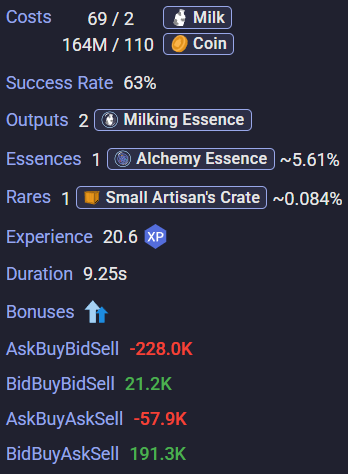 Costs 69 / 2 Milk
164M / 110 Coin
Success Rate 63%
Outputs 2 Milking Essence
Essences 1 Alchemy Essence ~5.61%
Rares 1 Small Artisan's Crate ~0.084%
Experience 20.6 XP
Duration 9.25s
Bonuses
AskBuyBidSell -228.0K
BidBuyBidSell 21.2K
AskBuyAskSell -57.9K
BidBuyAskSell 191.3K